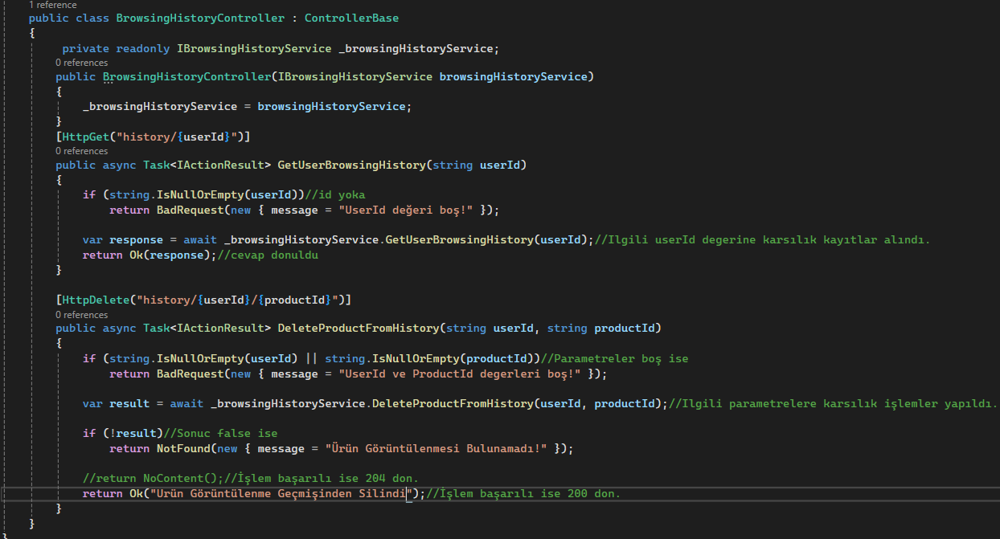 1 reference
public class BrowsingHistoryController : ControllerBase
{
private readonly IBrowsingHistoryService _browsingHistoryService;
0 references
public BrowsingHistoryController(IBrowsingHistoryService browsingHistoryService)
{
_browsingHistoryService = browsingHistoryService;
}
[HttpGet("history/{userId}")]
0 references
public async Task<IActionResult> GetUserBrowsingHistory(string userId)
{
if (string.IsNullOrEmpty(userId))//id yoka
return BadRequest(new { message = "UserId değeri boş!" });
var response = await _browsingHistoryService.GetUserBrowsingHistory(userId);//Ilgili userId degerine karsılık kayıtlar alındı.
return Ok(response);//cevap donuldu
}
[HttpDelete("history/{userId}/{productId}")]
0 references
public async Task<IActionResult> DeleteProductFromHistory(string userId, string productId)
{
if (string.IsNullOrEmpty(userId) || string.IsNullOrEmpty(productId))//Parametreler boş ise
return BadRequest(new { message = "UserId ve ProductId degerleri boş!" });
var result = await _browsingHistoryService.DeleteProductFromHistory(userId, productId);//Ilgili parametrelere karsılık işlemler yapıldı.
if (!result)//Sonuc false ise
return NotFound(new { message = "Ürün Görüntülenmesi Bulunamadı!" });
//return NoContent();//İşlem başarılı ise 204 don.
return Ok("Urün Görüntülenme Geçmişinden Silindi");//İşlem başarılı ise 200 don.
}
}
}